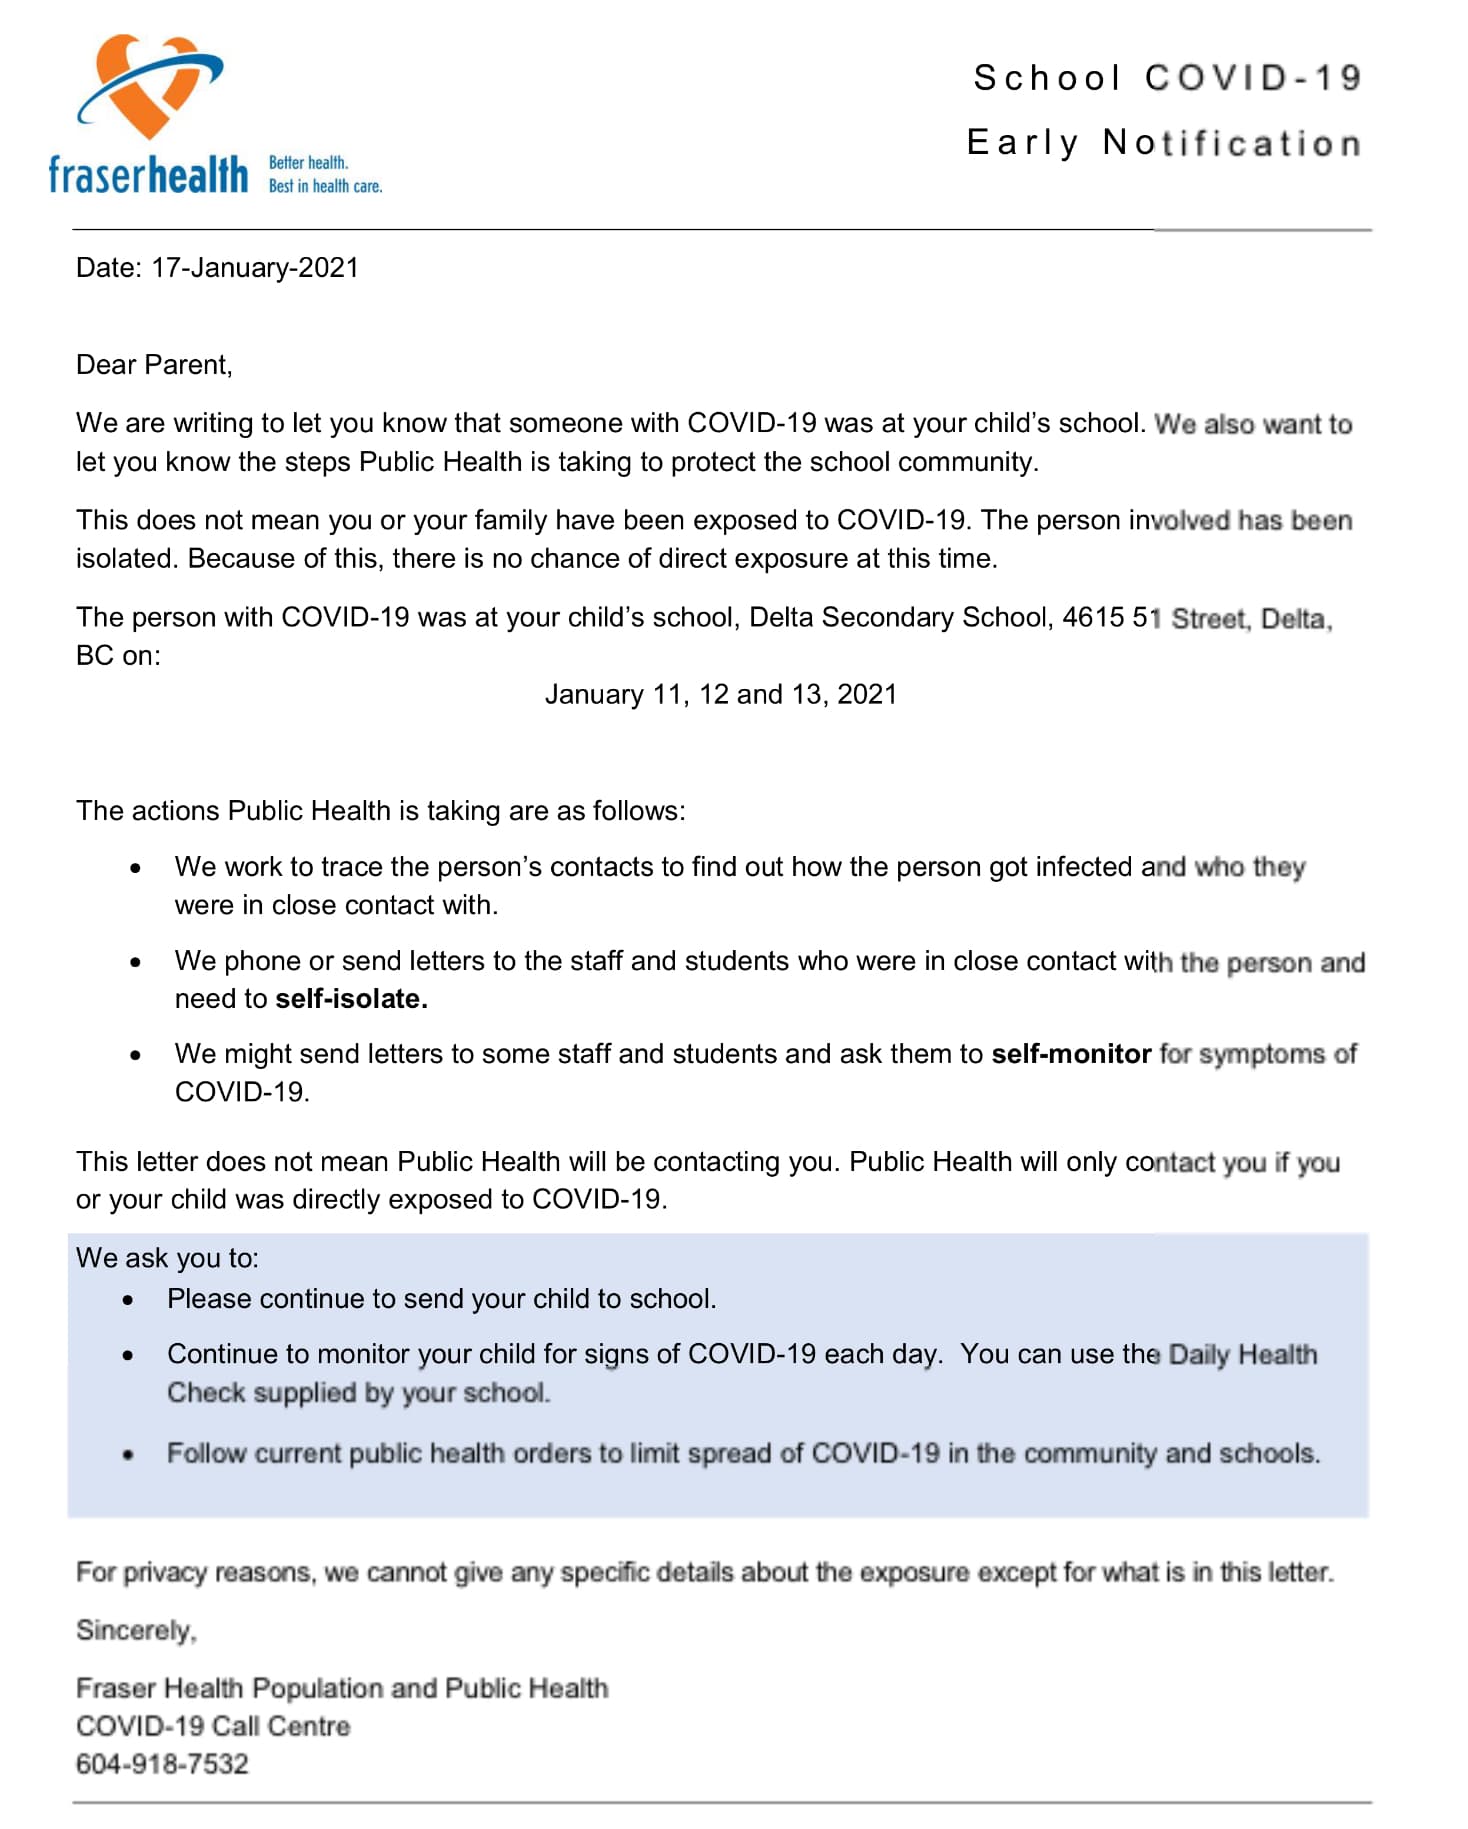 School COVID-19
Early Notification
fraserhealth
Better health.
Best in health care.
Date: 17-January-2021
Dear Parent,
We are writing to let you know that someone with COVID-19 was at your child’s school. We also want to
let you know the steps Public Health is taking to protect the school community.
This does not mean you or your family have been exposed to COVID-19. The person involved has been
isolated. Because of this, there is no chance of direct exposure at this time.
The person with COVID-19 was at your child’s school, Delta Secondary School, 4615 51 Street, Delta,
BC on:
January 11, 12 and 13, 2021
The actions Public Health is taking are as follows:
• We work to trace the person’s contacts to find out how the person got infected and who they
were in close contact with.
• We phone or send letters to the staff and students who were in close contact with the person and
need to self-isolate.
• We might send letters to some staff and students and ask them to self-monitor for symptoms of
COVID-19.
This letter does not mean Public Health will be contacting you. Public Health will only contact you if you
or your child was directly exposed to COVID-19.
We ask you to:
• Please continue to send your child to school.
• Continue to monitor your child for signs of COVID-19 each day. You can use the Daily Health
Check supplied by your school.
• Follow current public health orders to limit spread of COVID-19 in the community and schools.
For privacy reasons, we cannot give any specific details about the exposure except for what is in this letter.
Sincerely,
Fraser Health Population and Public Health
COVID-19 Call Centre
604-918-7532